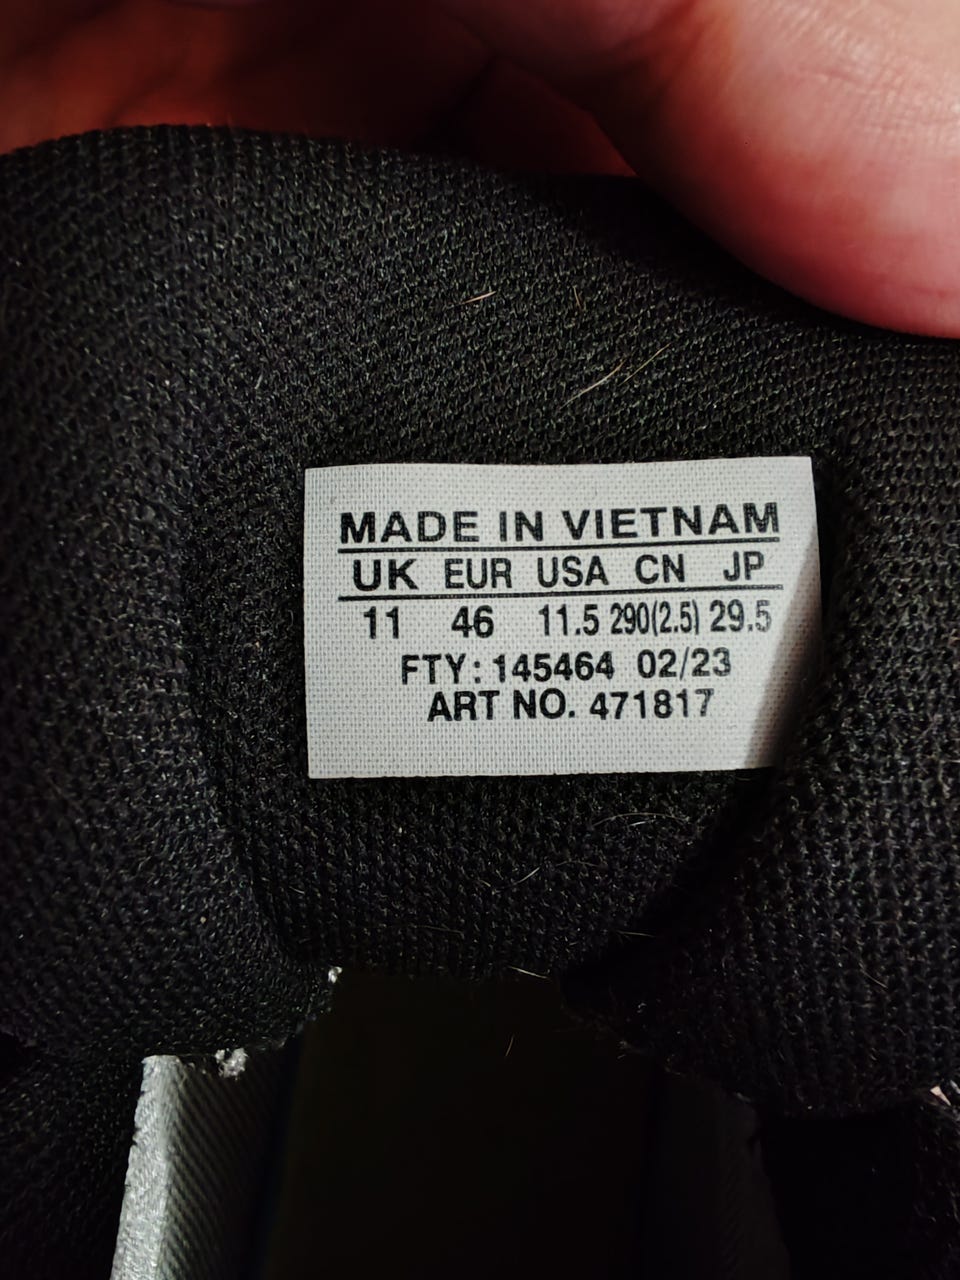 MADE IN VIETNAM
UK EUR USA CN JP
11 46 11.5 290(2.5) 29.5
FTY: 145464 02/23
ART NO. 471817